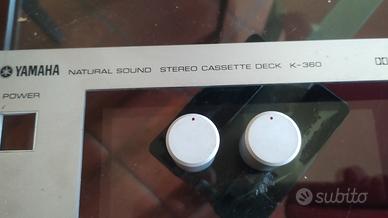 YAMAHA NATURAL SOUND STEREO CASSETTE DECK K-360
POWER
subito